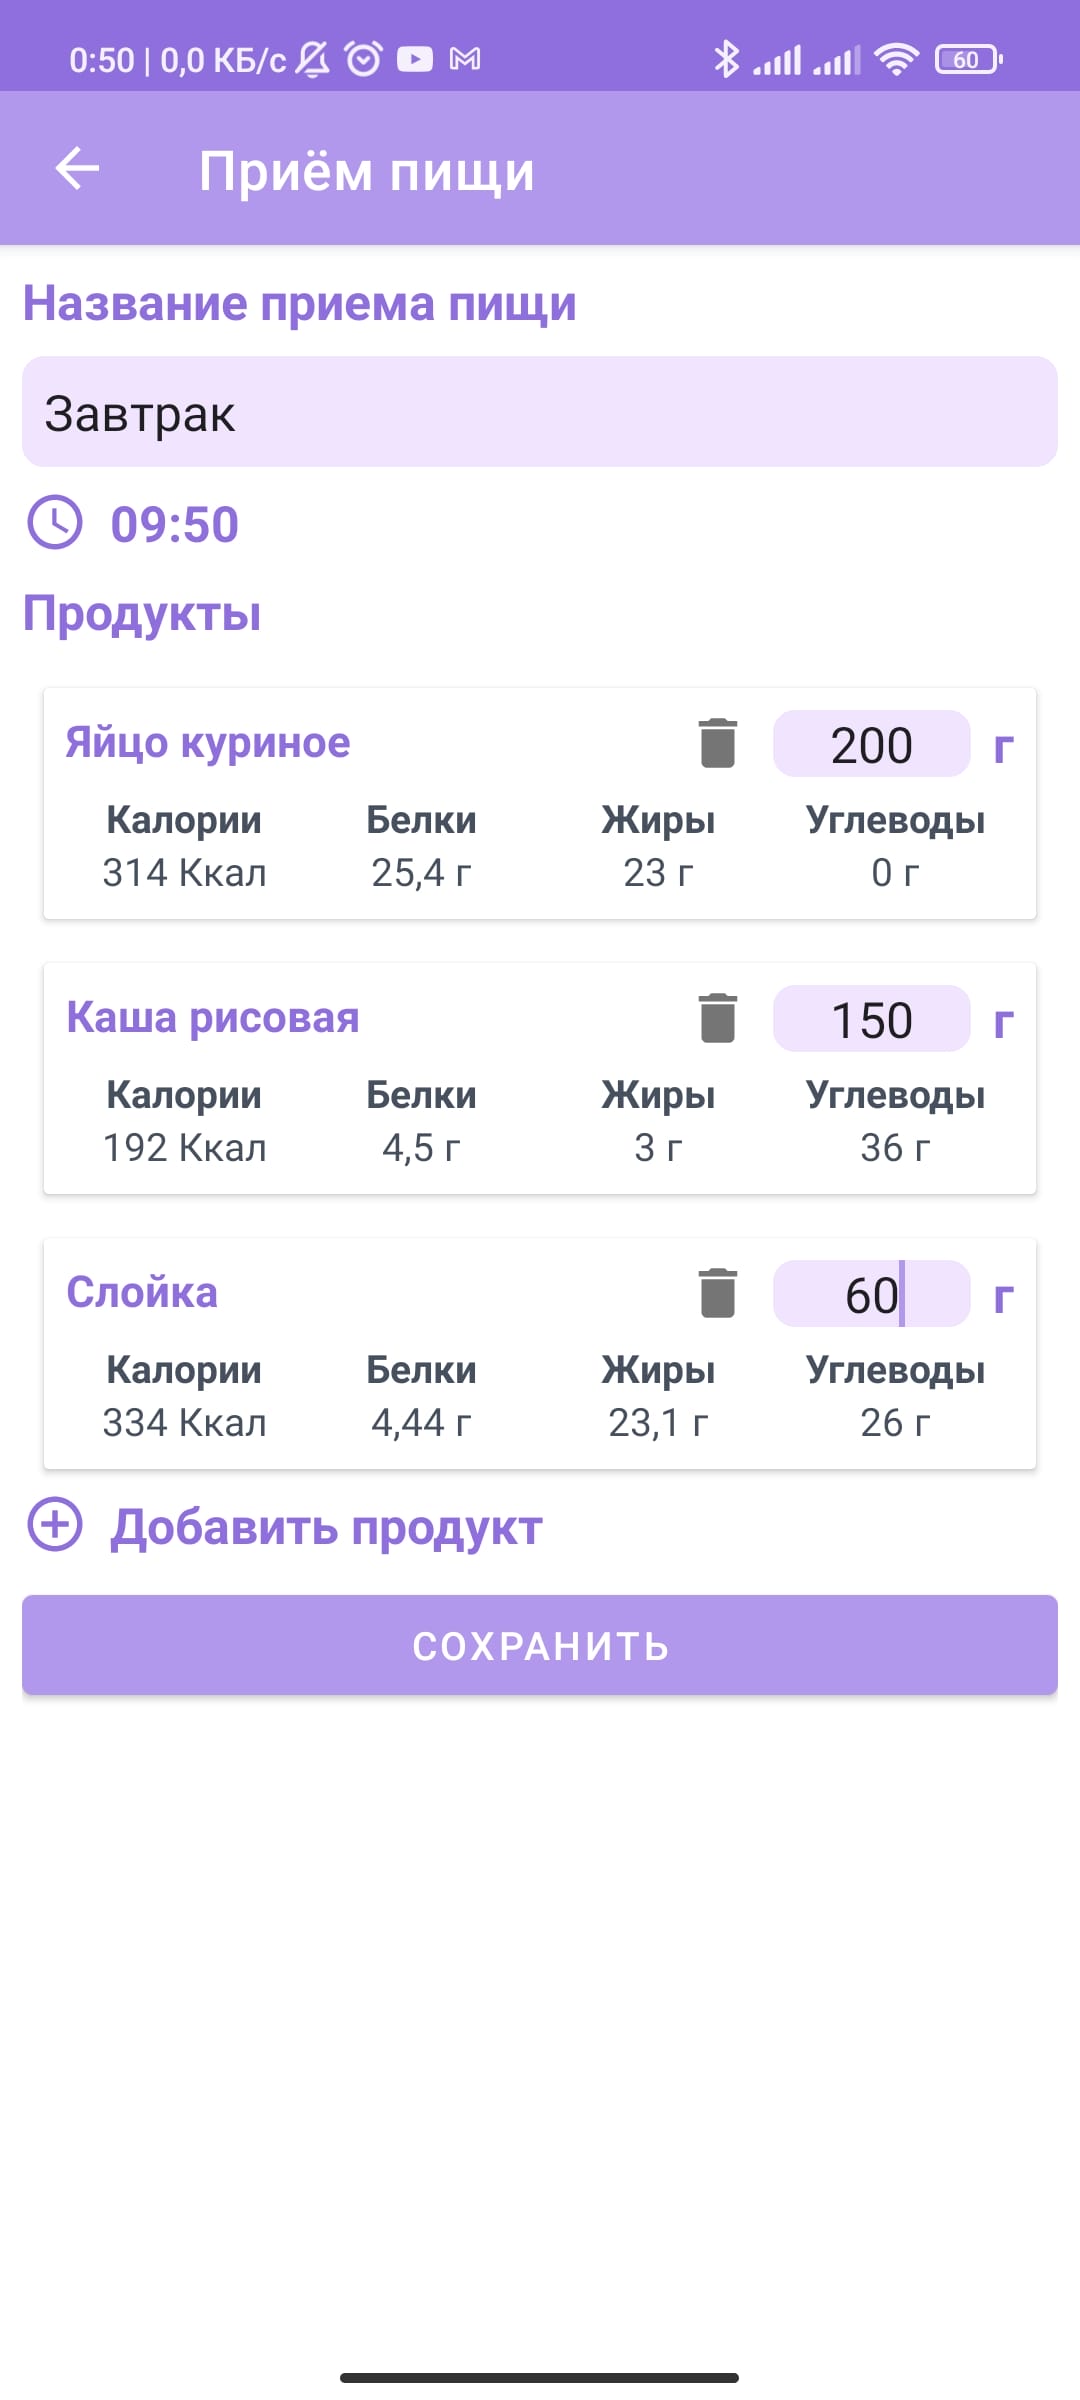 0:50 | 0,0 КБ/с 60
Приём пищи
Название приема пищи
Завтрак
09:50
Продукты
Яйцо куриное 200 г
Калории Белки Жиры Углеводы
314 Ккал 25,4 г 23 г 0 г
Каша рисовая 150 г
Калории Белки Жиры Углеводы
192 Ккал 4,5 г 3 г 36 г
Слойка 60 г
Калории Белки Жиры Углеводы
334 Ккал 4,44 г 23,1 г 26 г
Добавить продукт
СОХРАНИТЬ